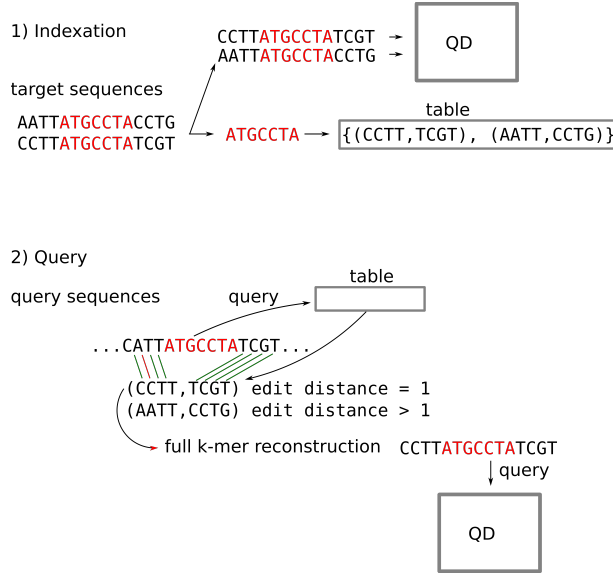 1) Indexation
CCTTATGCCTATCGT
AATTATGCCTACCTG
QD
target sequences
AATTATGCCTACCTG
CCTTATGCCTATCGT
ATGCCTA
table
{(CCTT,TCGT), (AATT,CCTG)}
2) Query
query sequences
query
table
...CATTATGCCTATCGT...
(CCTT,TCGT) edit distance = 1
(AATT,CCTG) edit distance > 1
full k-mer reconstruction
CCTTATGCCTATCGT
query
QD